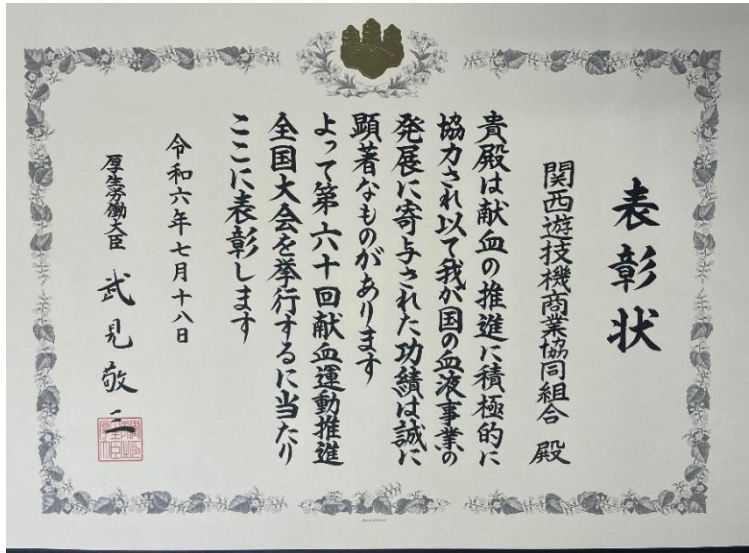 表彰状
関西遊技機商業協同組合 殿
貴殿は献血の推進に積極的に
協力され以て我が国の血液事業の
発展に寄与された功績は誠に
顕著なものがあります
よって第六十回献血運動推進
全国大会を挙行するに当たり
ここに表彰します
令和六年七月十八日
厚生労働大臣 武見敬三